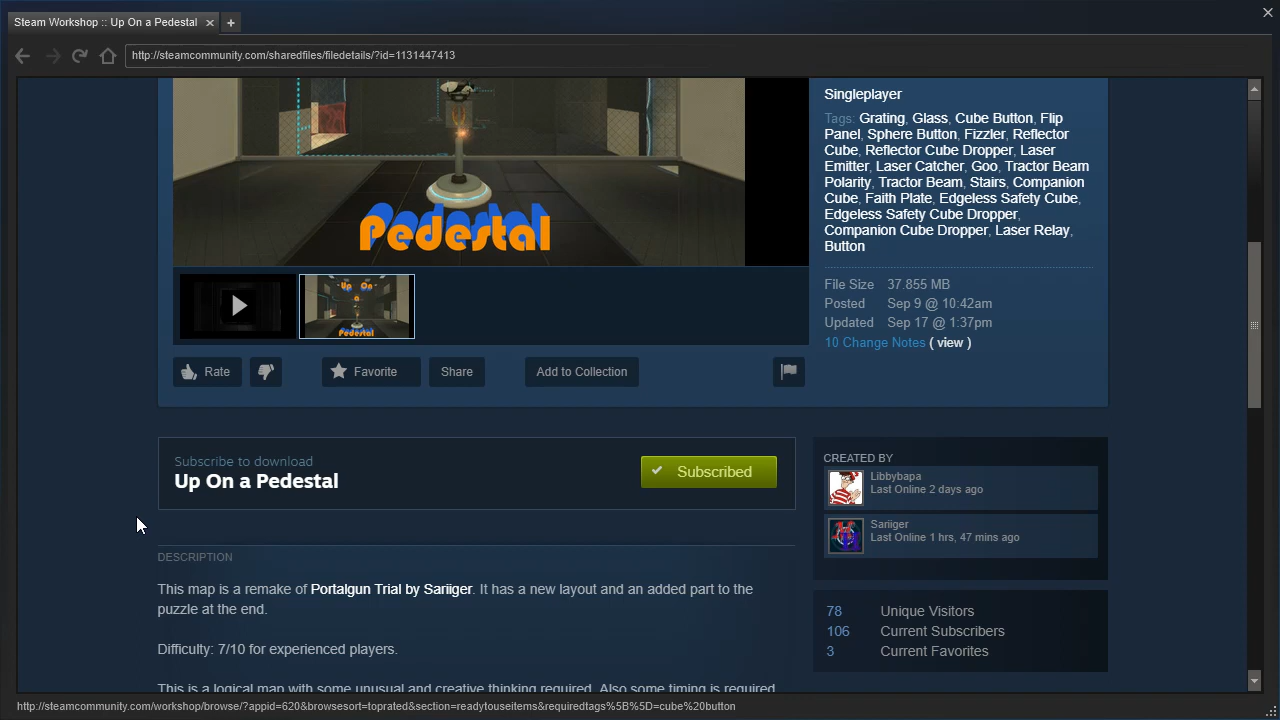 Steam Workshop :: Up On a Pedestal
http://steamcommunity.com/sharedfiles/filedetails/?id=1131447413
Pedestal
Up On
a
Pedestal
Rate
Favorite
Share
Add to Collection
Singleplayer
Tags: Grating, Glass, Cube Button, Flip
Panel, Sphere Button, Fizzler, Reflector
Cube, Reflector Cube Dropper, Laser
Emitter, Laser Catcher, Goo, Tractor Beam
Polarity, Tractor Beam, Stairs, Companion
Cube, Faith Plate, Edgeless Safety Cube,
Edgeless Safety Cube Dropper,
Companion Cube Dropper, Laser Relay,
Button
File Size 37.855 MB
Posted Sep 9 @ 10:42am
Updated Sep 17 @ 1:37pm
10 Change Notes ( view )
Subscribe to download
Up On a Pedestal
Subscribed
DESCRIPTION
This map is a remake of Portalgun Trial by Sariiger. It has a new layout and an added part to the
puzzle at the end.
Difficulty: 7/10 for experienced players.
This is a logical map with some unusual and creative thinking required. Also some timing is required
CREATED BY
Libbybapa
Last Online 2 days ago
Sariiger
Last Online 1 hrs, 47 mins ago
78 Unique Visitors
106 Current Subscribers
3 Current Favorites
http://steamcommunity.com/workshop/browse/?appid=620&browsesort=toprated&section=readytouseitems&requiredtags%5B%5D=cube%20button